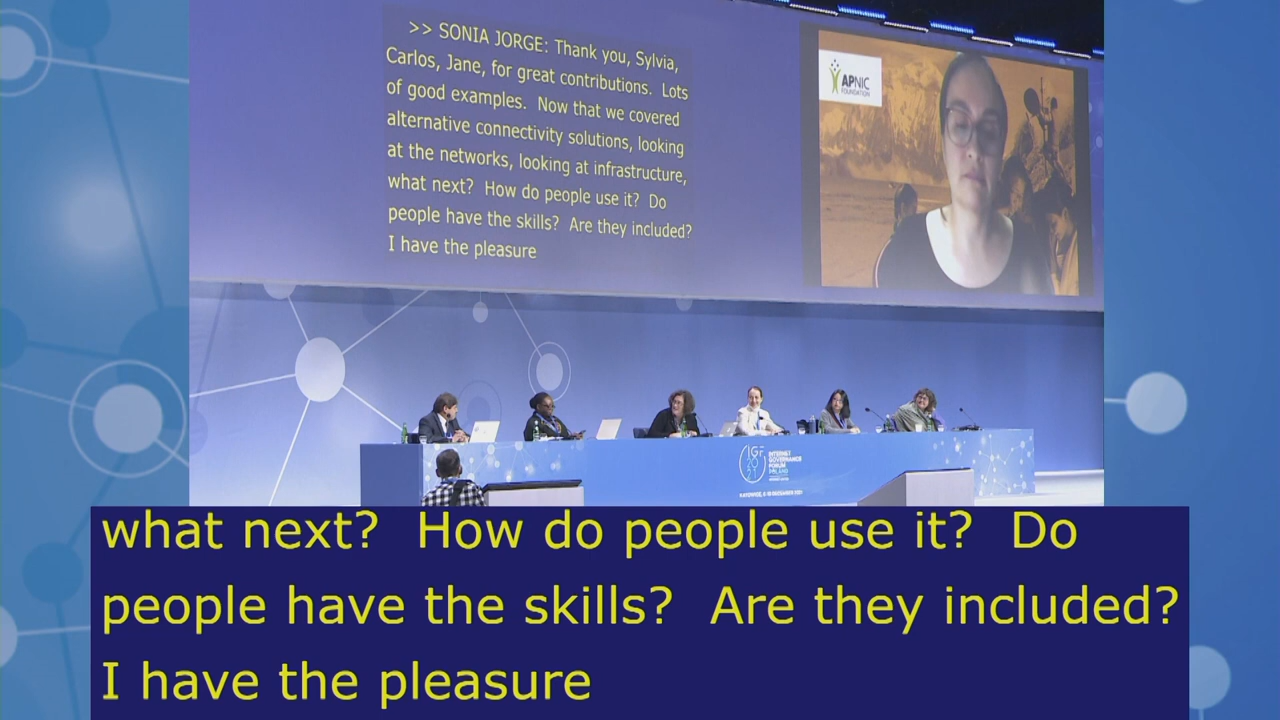 >> SONIA JORGE: Thank you, Sylvia,
Carlos, Jane, for great contributions. Lots
of good examples. Now that we covered
alternative connectivity solutions, looking
at the networks, looking at infrastructure,
what next? How do people use it? Do
people have the skills? Are they included?
I have the pleasure
APNIC
FOUNDATION
IGF
2021
INTERNET
GOVERNANCE
FORUM
POLAND
what next? How do people use it? Do
people have the skills? Are they included?
I have the pleasure